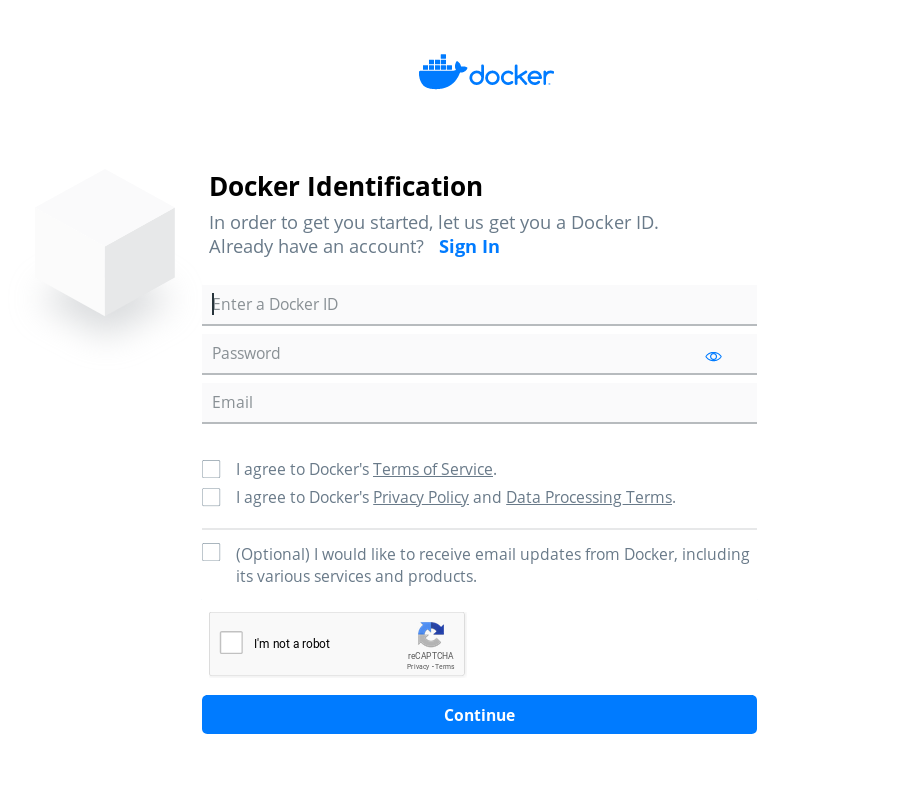 docker
Docker Identification
In order to get you started, let us get you a Docker ID.
Already have an account? Sign In
Enter a Docker ID
Password
Email
I agree to Docker's Terms of Service.
I agree to Docker's Privacy Policy and Data Processing Terms.
(Optional) I would like to receive email updates from Docker, including
its various services and products.
I'm not a robot
reCAPTCHA
Privacy - Terms
Continue